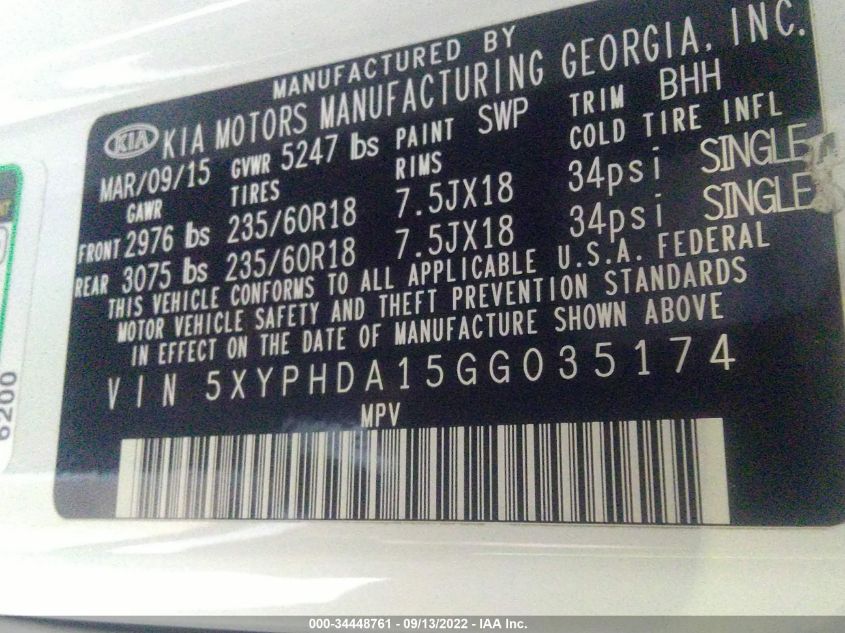 MANUFACTURED BY
KIA KIA MOTORS MANUFACTURING GEORGIA, INC.
MAR/09/15 GVWR 5247 lbs PAINT SWP TRIM BHH
GAWR TIRES RIMS COLD TIRE INFL
FRONT 2976 lbs 235/60R18 7.5JX18 34psi SINGLE
REAR 3075 lbs 235/60R18 7.5JX18 34psi SINGLE
THIS VEHICLE CONFORMS TO ALL APPLICABLE U.S.A. FEDERAL
MOTOR VEHICLE SAFETY AND THEFT PREVENTION STANDARDS
IN EFFECT ON THE DATE OF MANUFACTURE SHOWN ABOVE
VIN 5XYPHDA15GG035174
MPV
6200
000-34448761 - 09/13/2022 - IAA Inc.